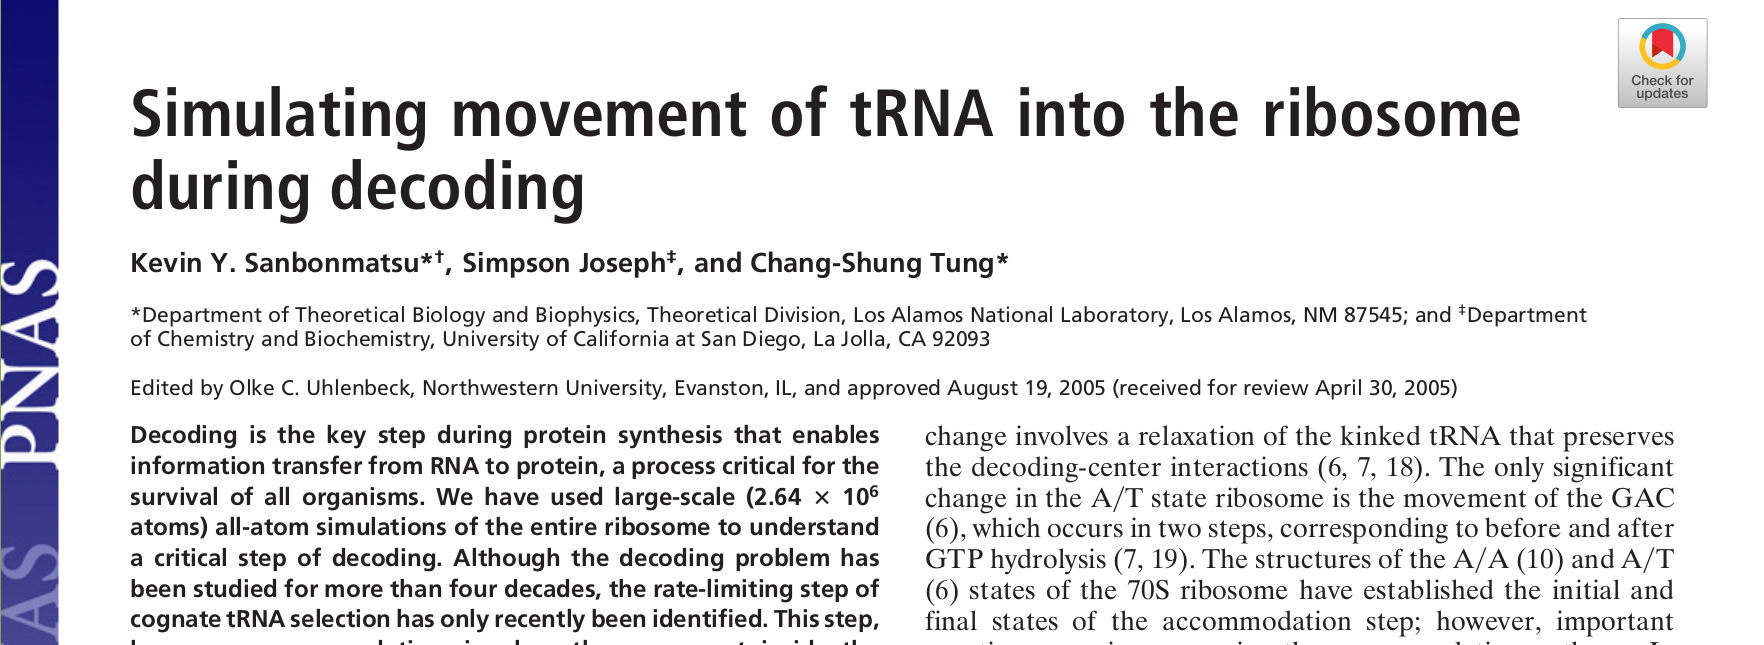 Check for
updates
Simulating movement of tRNA into the ribosome
during decoding
Kevin Y. Sanbonmatsu*†, Simpson Joseph‡, and Chang-Shung Tung*
*Department of Theoretical Biology and Biophysics, Theoretical Division, Los Alamos National Laboratory, Los Alamos, NM 87545; and ‡Department
of Chemistry and Biochemistry, University of California at San Diego, La Jolla, CA 92093
Edited by Olke C. Uhlenbeck, Northwestern University, Evanston, IL, and approved August 19, 2005 (received for review April 30, 2005)
Decoding is the key step during protein synthesis that enables
information transfer from RNA to protein, a process critical for the
survival of all organisms. We have used large-scale (2.64 × 10⁶
atoms) all-atom simulations of the entire ribosome to understand
a critical step of decoding. Although the decoding problem has
been studied for more than four decades, the rate-limiting step of
cognate tRNA selection has only recently been identified. This step,
change involves a relaxation of the kinked tRNA that preserves
the decoding-center interactions (6, 7, 18). The only significant
change in the A/T state ribosome is the movement of the GAC
(6), which occurs in two steps, corresponding to before and after
GTP hydrolysis (7, 19). The structures of the A/A (10) and A/T
(6) states of the 70S ribosome have established the initial and
final states of the accommodation step; however, important
PNAS
AS